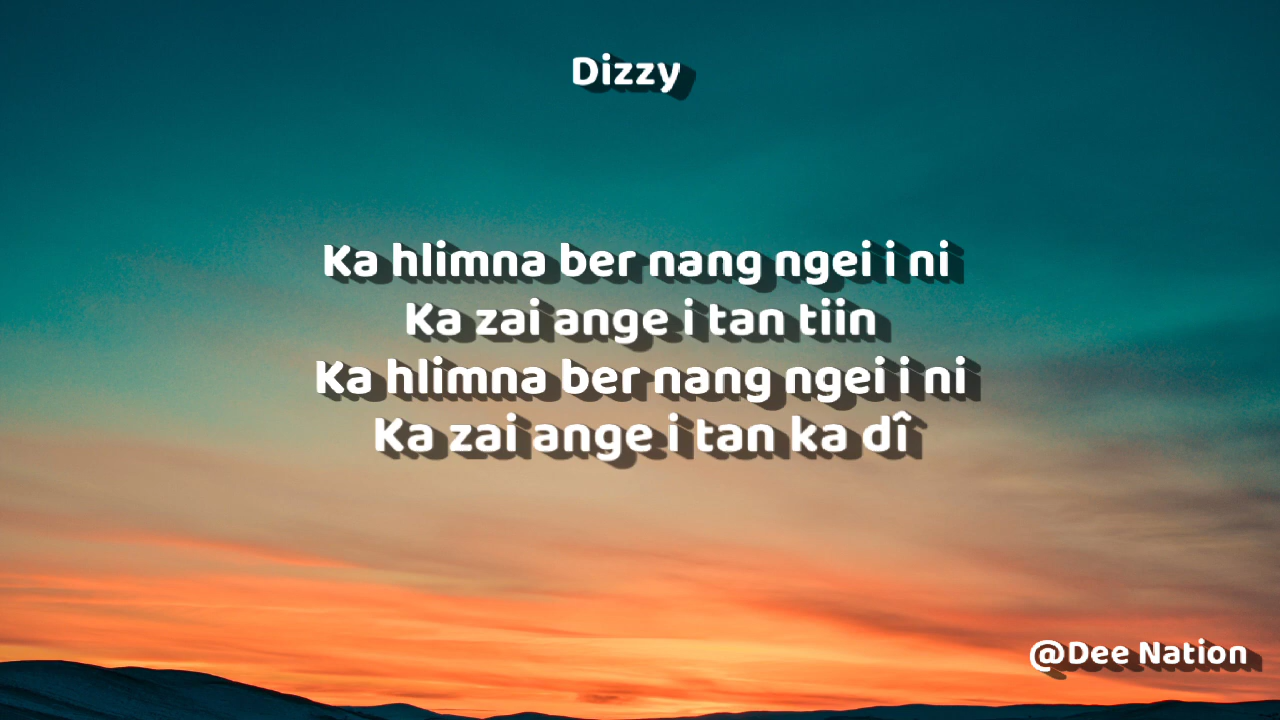 Dizzy
Ka hlimna ber nang ngei i ni
Ka zai ange i tan tiin
Ka hlimna ber nang ngei i ni
Ka zai ange i tan ka dî
@Dee Nation